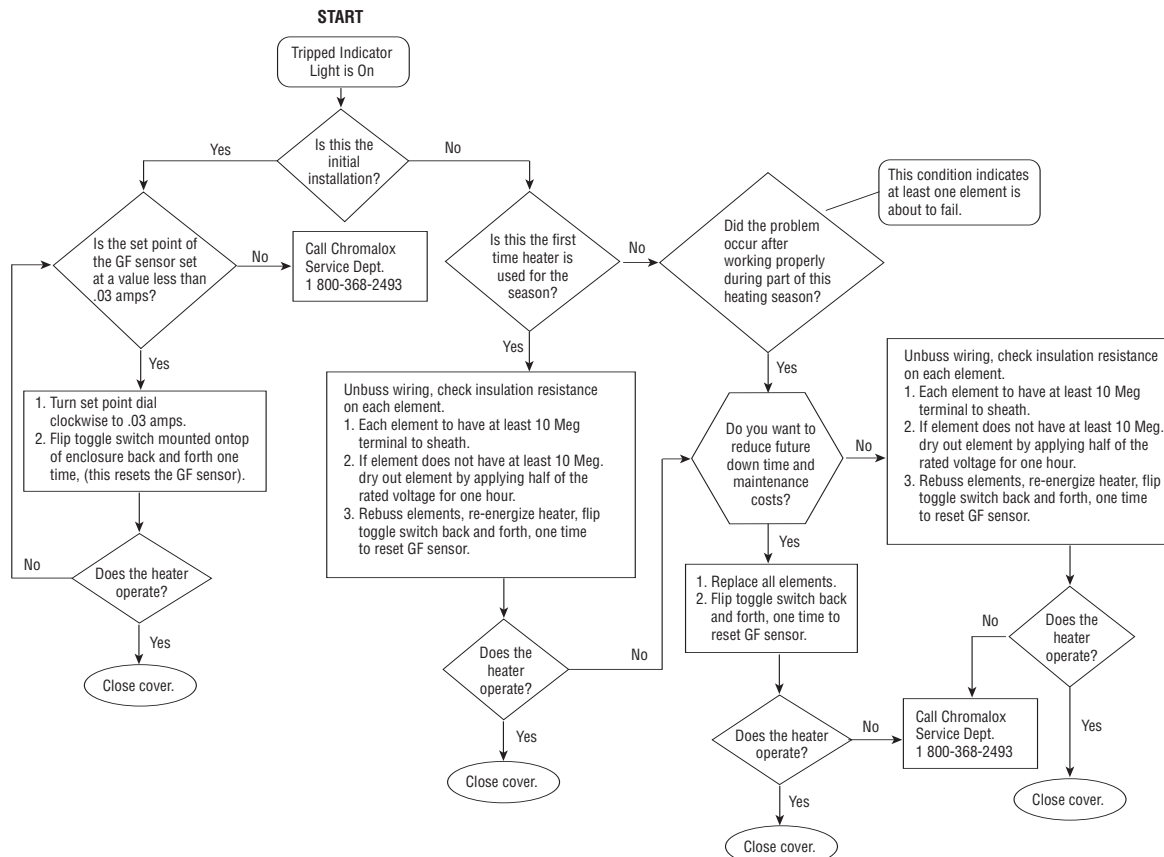 START
Tripped Indicator
Light is On
Is this the
initial
installation?
Yes
No
Is the set point of
the GF sensor set
at a value less than
.03 amps?
No
Call Chromalox
Service Dept.
1 800-368-2493
Yes
1. Turn set point dial
clockwise to .03 amps.
2. Flip toggle switch mounted ontop
of enclosure back and forth one
time, (this resets the GF sensor).
Does the heater
operate?
No
Yes
Close cover.
Is this the first
time heater is
used for the
season?
No
Yes
Unbuss wiring, check insulation resistance
on each element.
1. Each element to have at least 10 Meg
terminal to sheath.
2. If element does not have at least 10 Meg.
dry out element by applying half of the
rated voltage for one hour.
3. Rebuss elements, re-energize heater, flip
toggle switch back and forth, one time
to reset GF sensor.
Does the
heater
operate?
No
Yes
Close cover.
Did the problem
occur after
working properly
during part of this
heating season?
This condition indicates
at least one element is
about to fail.
Yes
Do you want to
reduce future
down time and
maintenance
costs?
No
Yes
1. Replace all elements.
2. Flip toggle switch back
and forth, one time to
reset GF sensor.
Does the heater
operate?
No
Yes
Close cover.
Unbuss wiring, check insulation resistance
on each element.
1. Each element to have at least 10 Meg
terminal to sheath.
2. If element does not have at least 10 Meg.
dry out element by applying half of the
rated voltage for one hour.
3. Rebuss elements, re-energize heater, flip
toggle switch back and forth, one time
to reset GF sensor.
Does the
heater
operate?
No
Yes
Call Chromalox
Service Dept.
1 800-368-2493
Close cover.